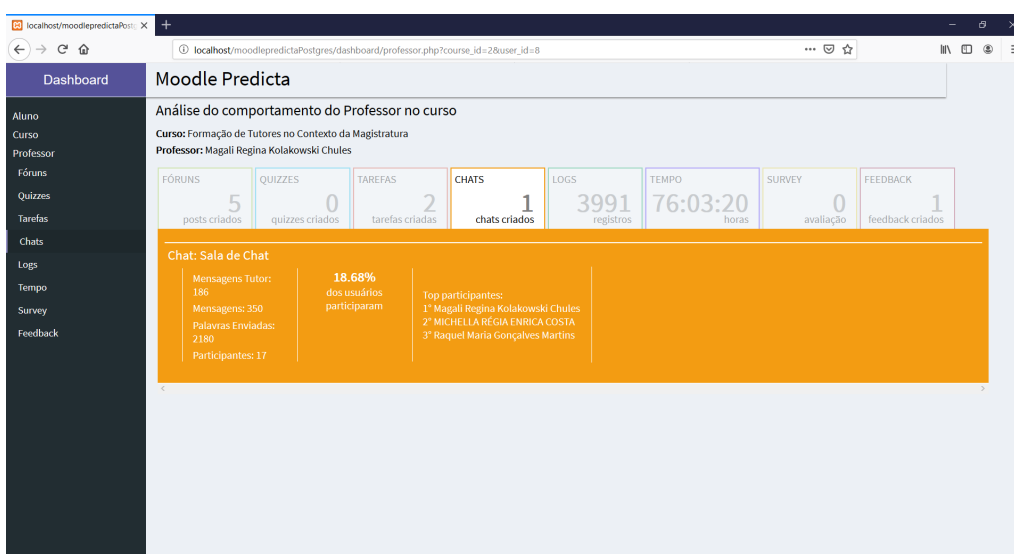 localhost/moodlepredictaPostg
localhost/moodlepredictaPostgres/dashboard/professor.php?course_id=2&user_id=8
Dashboard
Moodle Predicta
Aluno
Curso
Professor
Fóruns
Quizzes
Tarefas
Chats
Logs
Tempo
Survey
Feedback
Análise do comportamento do Professor no curso
Curso: Formação de Tutores no Contexto da Magistratura
Professor: Magali Regina Kolakowski Chules
FÓRUNS
5
posts criados
QUIZZES
0
quizzes criados
TAREFAS
2
tarefas criadas
CHATS
1
chats criados
LOGS
3991
registros
TEMPO
76:03:20
horas
SURVEY
0
avaliação
FEEDBACK
1
feedback criados
Chat: Sala de Chat
Mensagens Tutor:
186
Mensagens: 350
Palavras Enviadas:
2180
Participantes: 17
18.68%
dos usuários
participaram
Top participantes:
1° Magali Regina Kolakowski Chules
2° MICHELLA RÉGIA ENRICA COSTA
3° Raquel Maria Gonçalves Martins